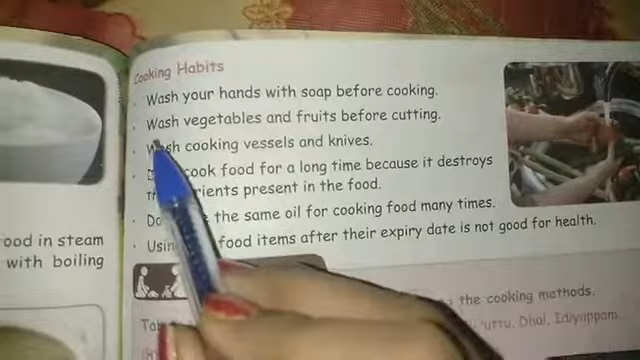 Cooking Habits
Wash your hands with soap before cooking.
Wash vegetables and fruits before cutting.
Wash cooking vessels and knives.
cook food for a long time because it destroys
present in the food.
the same oil for cooking food many times.
food items after their expiry date is not good for health.
ood in steam
with boiling
the cooking methods.
Dhal, Idiyappam.